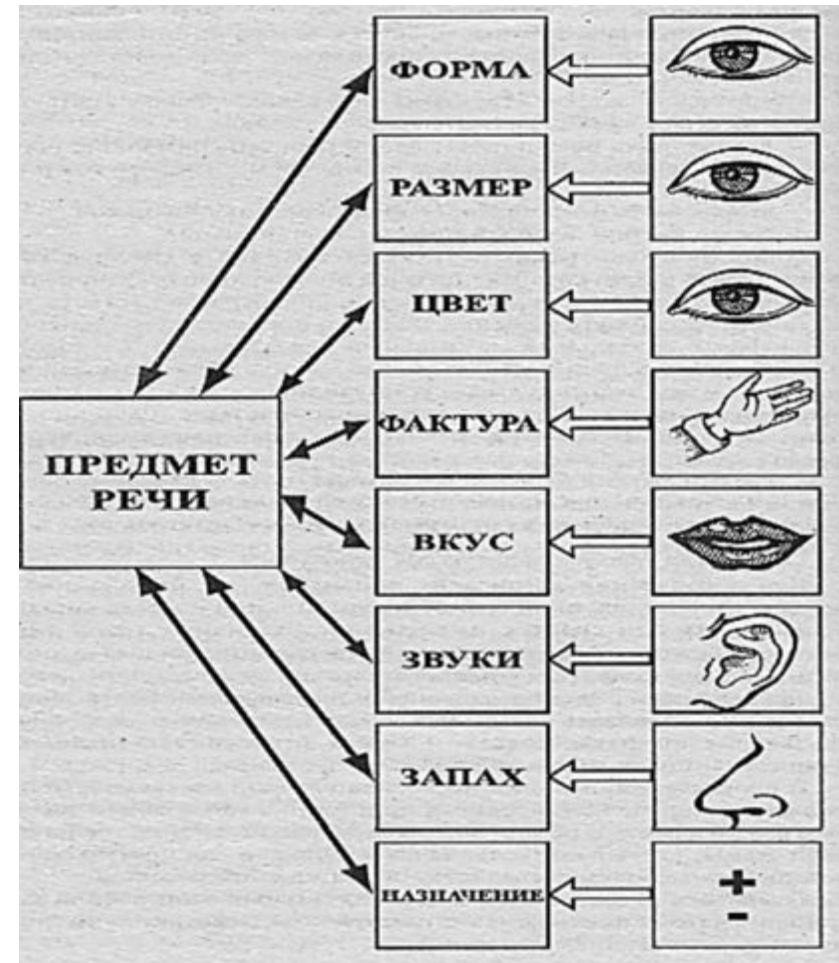 ФОРМА
РАЗМЕР
ЦВЕТ
ФАКТУРА
ПРЕДМЕТ
РЕЧИ
ВКУС
ЗВУКИ
ЗАПАХ
НАЗНАЧЕНИЕ
+
-